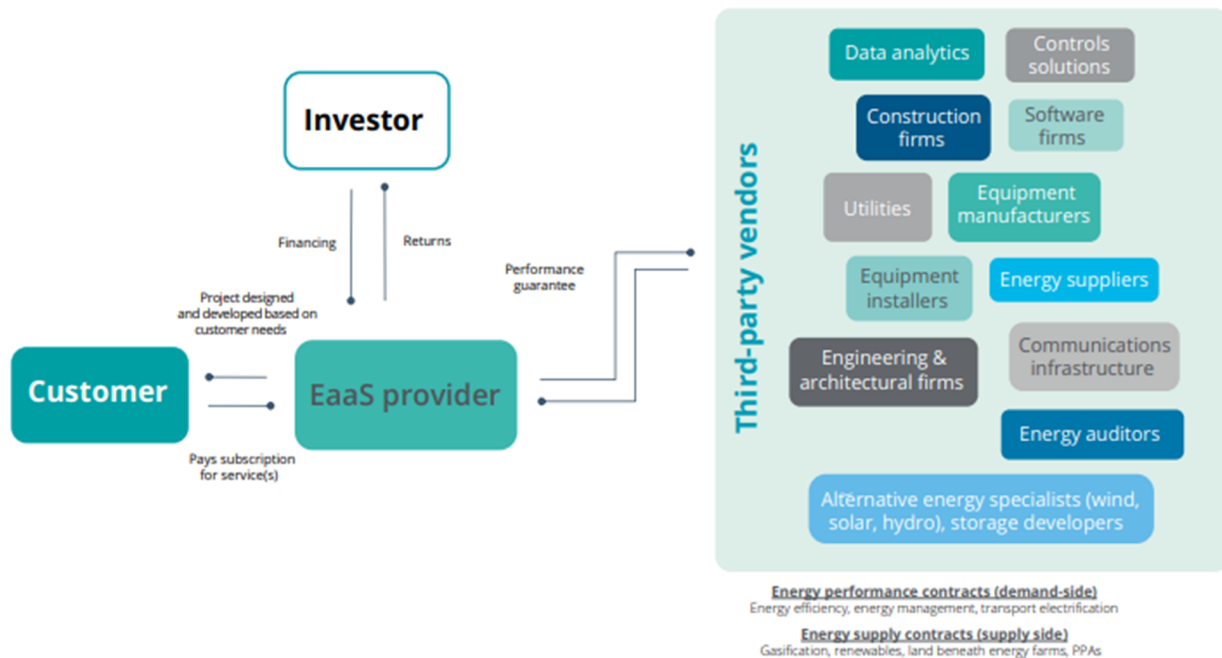 Investor
Financing
Returns
Project designed
and developed based on
customer needs
Customer
EaaS provider
Pays subscription
for service(s)
Performance
guarantee
Third-party vendors
Data analytics
Controls
solutions
Construction
firms
Software
firms
Utilities
Equipment
manufacturers
Equipment
installers
Energy suppliers
Engineering &
architectural firms
Communications
infrastructure
Energy auditors
Alternative energy specialists (wind,
solar, hydro), storage developers
Energy performance contracts (demand-side)
Energy efficiency, energy management, transport electrification
Energy supply contracts (supply side)
Gasification, renewables, land beneath energy farms, PPAs